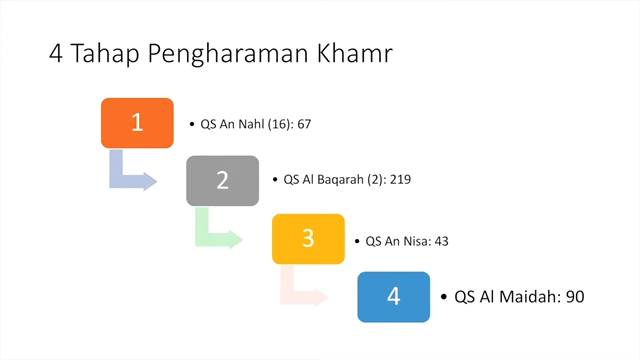 4 Tahap Pengharaman Khamr
1
• QS An Nahl (16): 67
2
• QS Al Baqarah (2): 219
3
• QS An Nisa: 43
4
• QS Al Maidah: 90